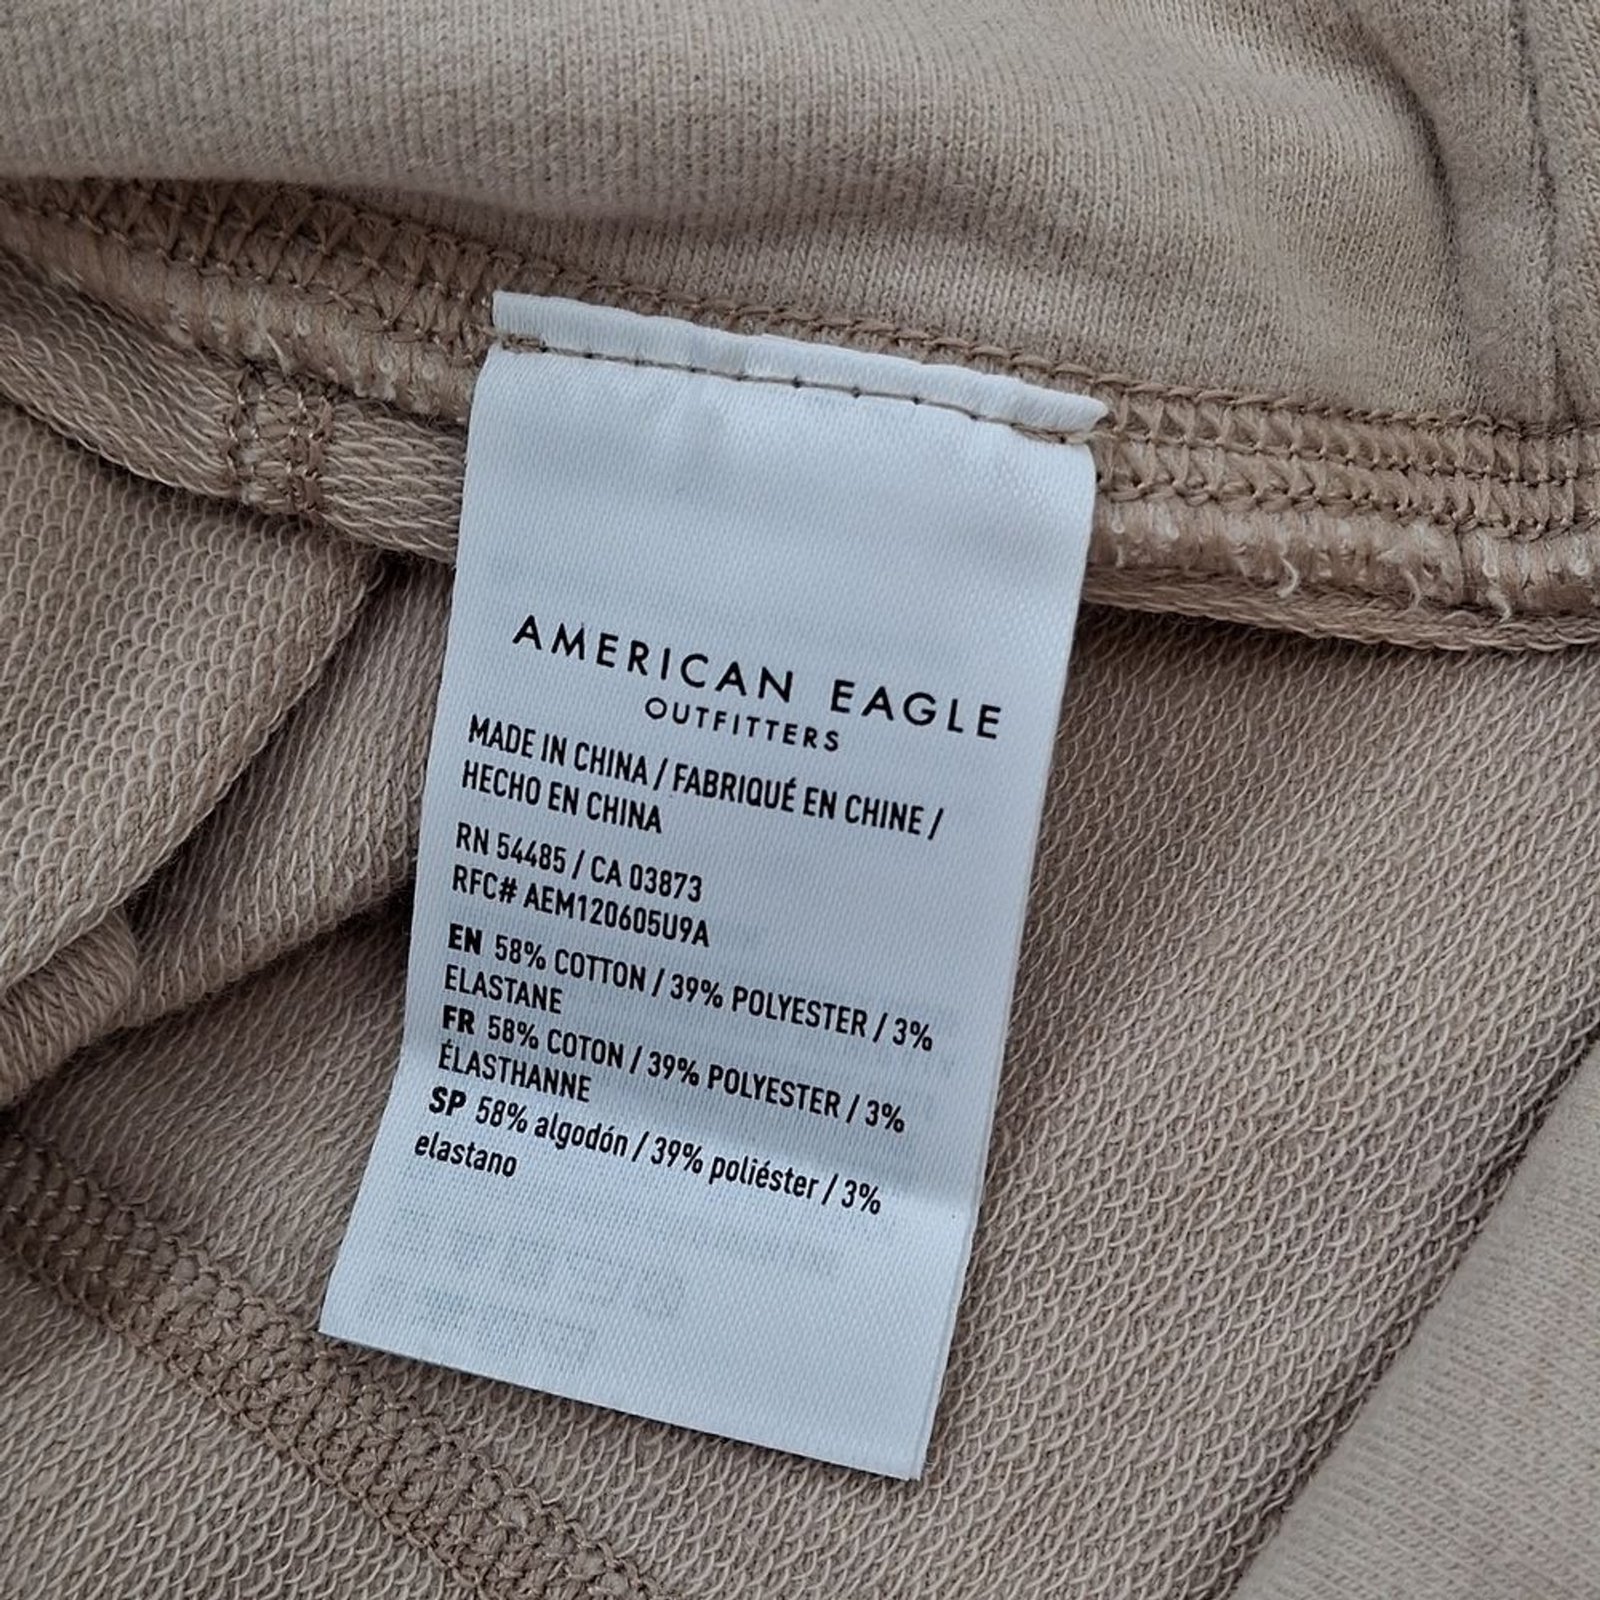 AMERICAN EAGLE
OUTFITTERS
MADE IN CHINA / FABRIQUÉ EN CHINE /
HECHO EN CHINA
RN 54485 / CA 03873
RFC# AEM120605U9A
EN 58% COTTON / 39% POLYESTER / 3%
ELASTANE
FR 58% COTON / 39% POLYESTER / 3%
ÉLASTHANNE
SP 58% algodón / 39% poliéster / 3%
elastano